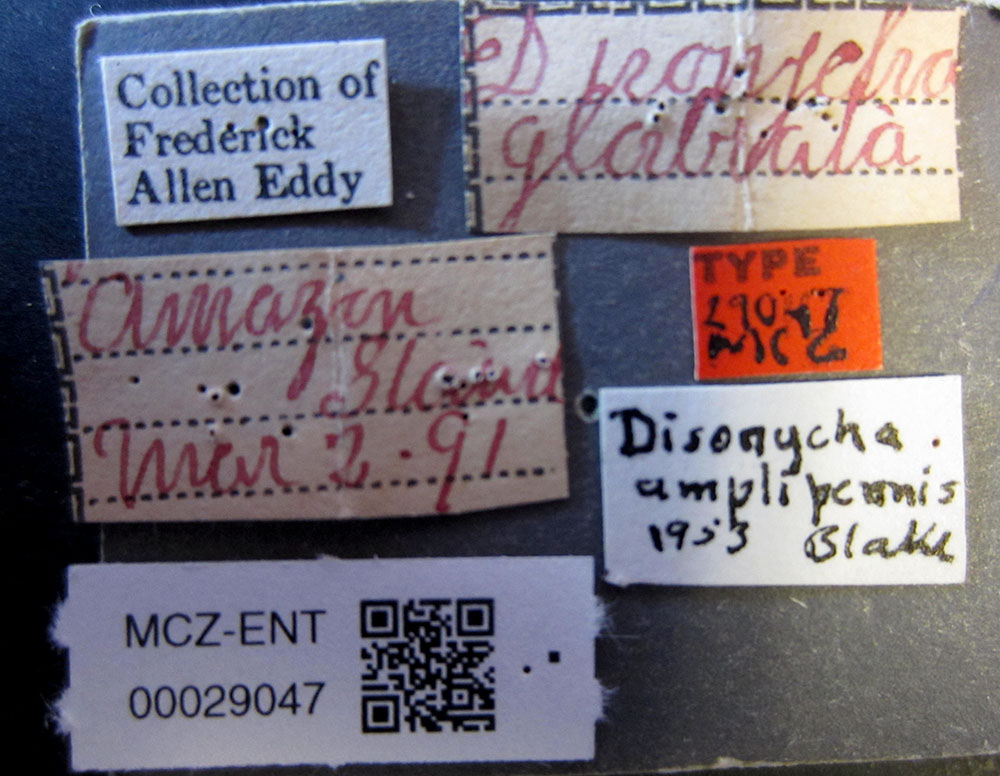 Collection of
Frederick
Allen Eddy
Disonycha
glabrata
Amazon
Mar 2. 91
TYPE
29047
MCZ
Disonycha.
amplipennis
1953 Blake
MCZ-ENT
00029047